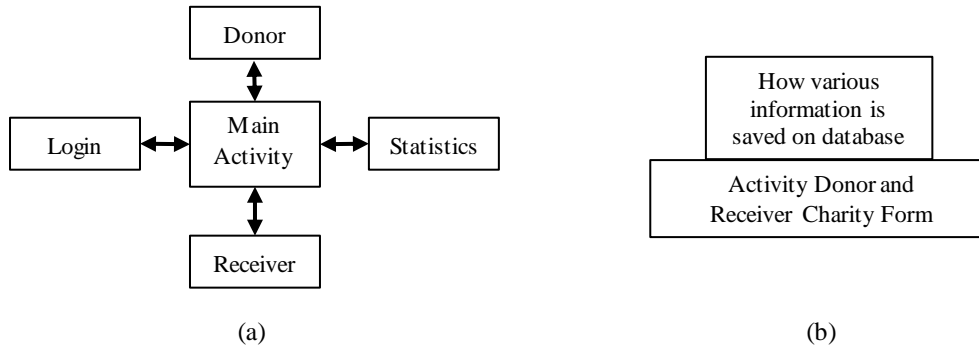 Donor
Login
Main
Activity
Statistics
Receiver
(a)
How various
information is
saved on database
Activity Donor and
Receiver Charity Form
(b)